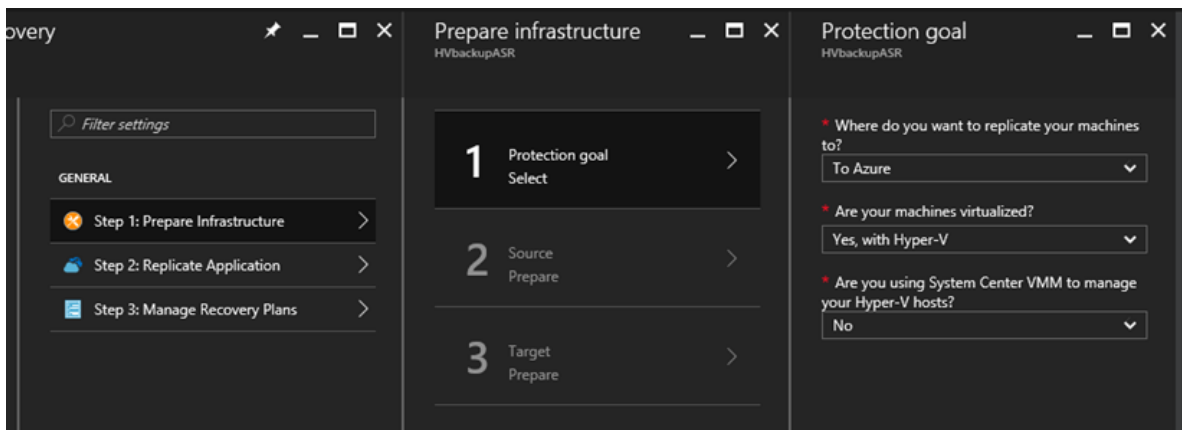 overy
Filter settings
GENERAL
Step 1: Prepare Infrastructure
Step 2: Replicate Application
Step 3: Manage Recovery Plans
Prepare infrastructure
HVbackupASR
1
Protection goal
Select
2
Source
Prepare
3
Target
Prepare
Protection goal
HVbackupASR
* Where do you want to replicate your machines
to?
To Azure
* Are your machines virtualized?
Yes, with Hyper-V
* Are you using System Center VMM to manage
your Hyper-V hosts?
No